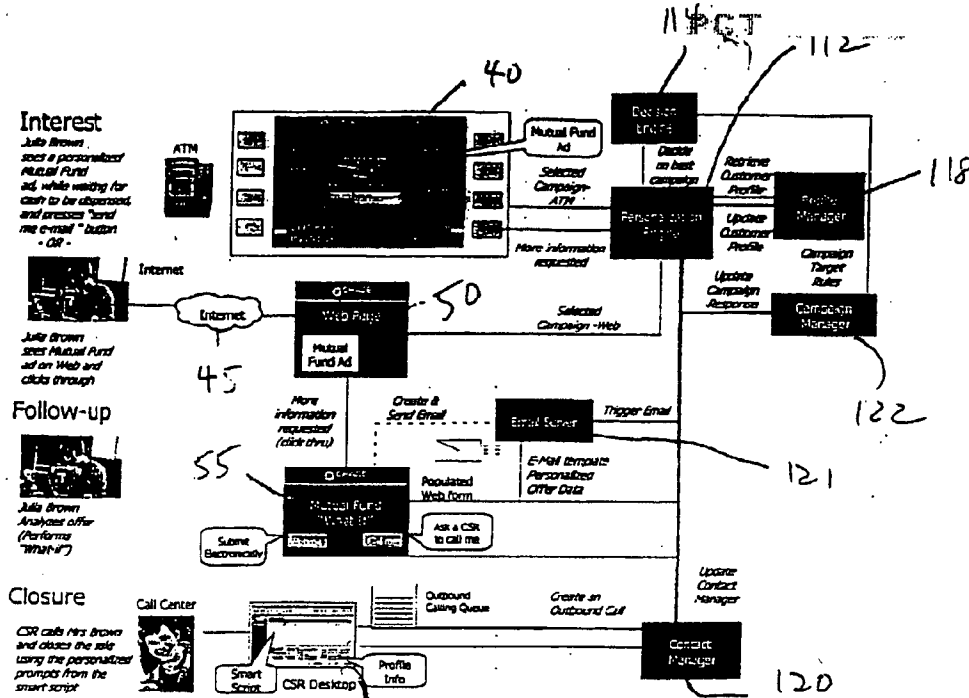 114
PCT
112
40
118
Interest
Julia Brown
sees a personalized
Mutual Fund
ad, while waiting for
cash to be dispensed,
and presses "send
me e-mail" button
- OR -
ATM
Mutual Fund
Ad
Selected
Campaign-
ATM
More information
requested
Decision
Engine
Decide
on best
campaign
Personalization
Engine
Retrieve
Customer
Profile
Update
Customer
Profile
Profile
Manager
Campaign
Target
Rules
Update
Campaign
Response
Campaign
Manager
122
Internet
Internet
45
Julia Brown
sees Mutual Fund
ad on Web and
clicks through
50
Web Page
Mutual
Fund Ad
Selected
Campaign -Web
More
information
requested
(click thru)
Create &
Send Email
Email Server
Trigger Email
121
E-Mail template
Personalized
Offer Data
Follow-up
Julia Brown
Analyzes offer
(Performs
"What-if")
55
Mutual Fund
"What If"
Populated
Web form
Submit
Electronically
Ask a CSR
to call me
Closure
CSR calls Mrs Brown
and closes the sale
using the personalized
prompts from the
smart script
Call Center
Smart
Script
CSR Desktop
Profile
Info
Outbound
Calling Queue
Create an
Outbound Call
Update
Contact
Manager
Contact
Manager
120